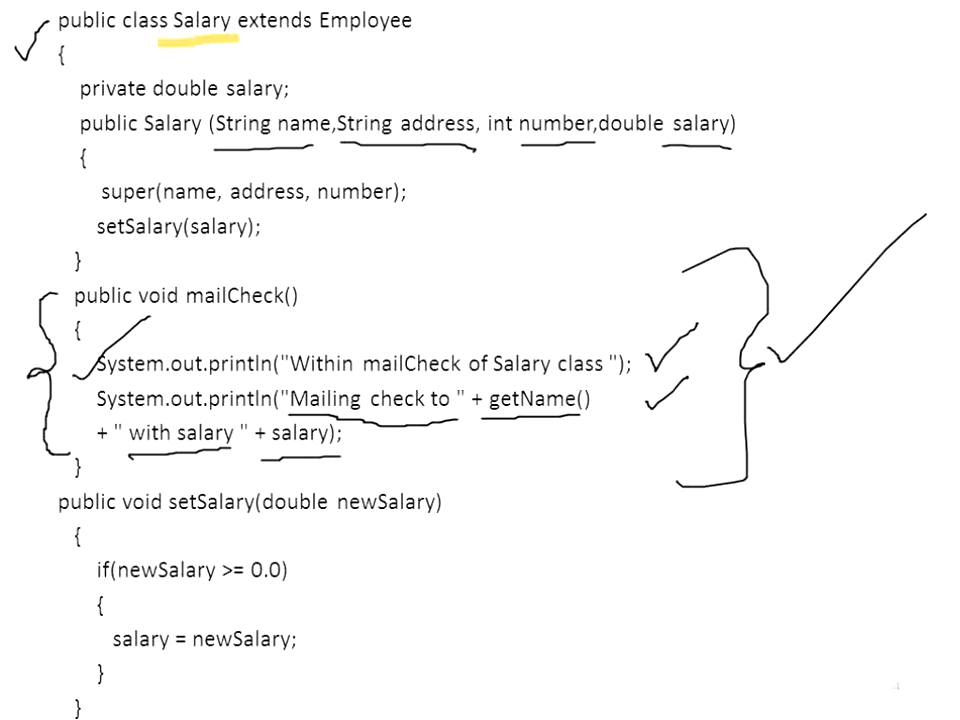 public class Salary extends Employee
{
private double salary;
public Salary (String name,String address, int number,double salary)
{
super(name, address, number);
setSalary(salary);
}
public void mailCheck()
{
System.out.println("Within mailCheck of Salary class ");
System.out.println("Mailing check to " + getName()
+ " with salary " + salary);
}
public void setSalary(double newSalary)
{
if(newSalary >= 0.0)
{
salary = newSalary;
}
}
4